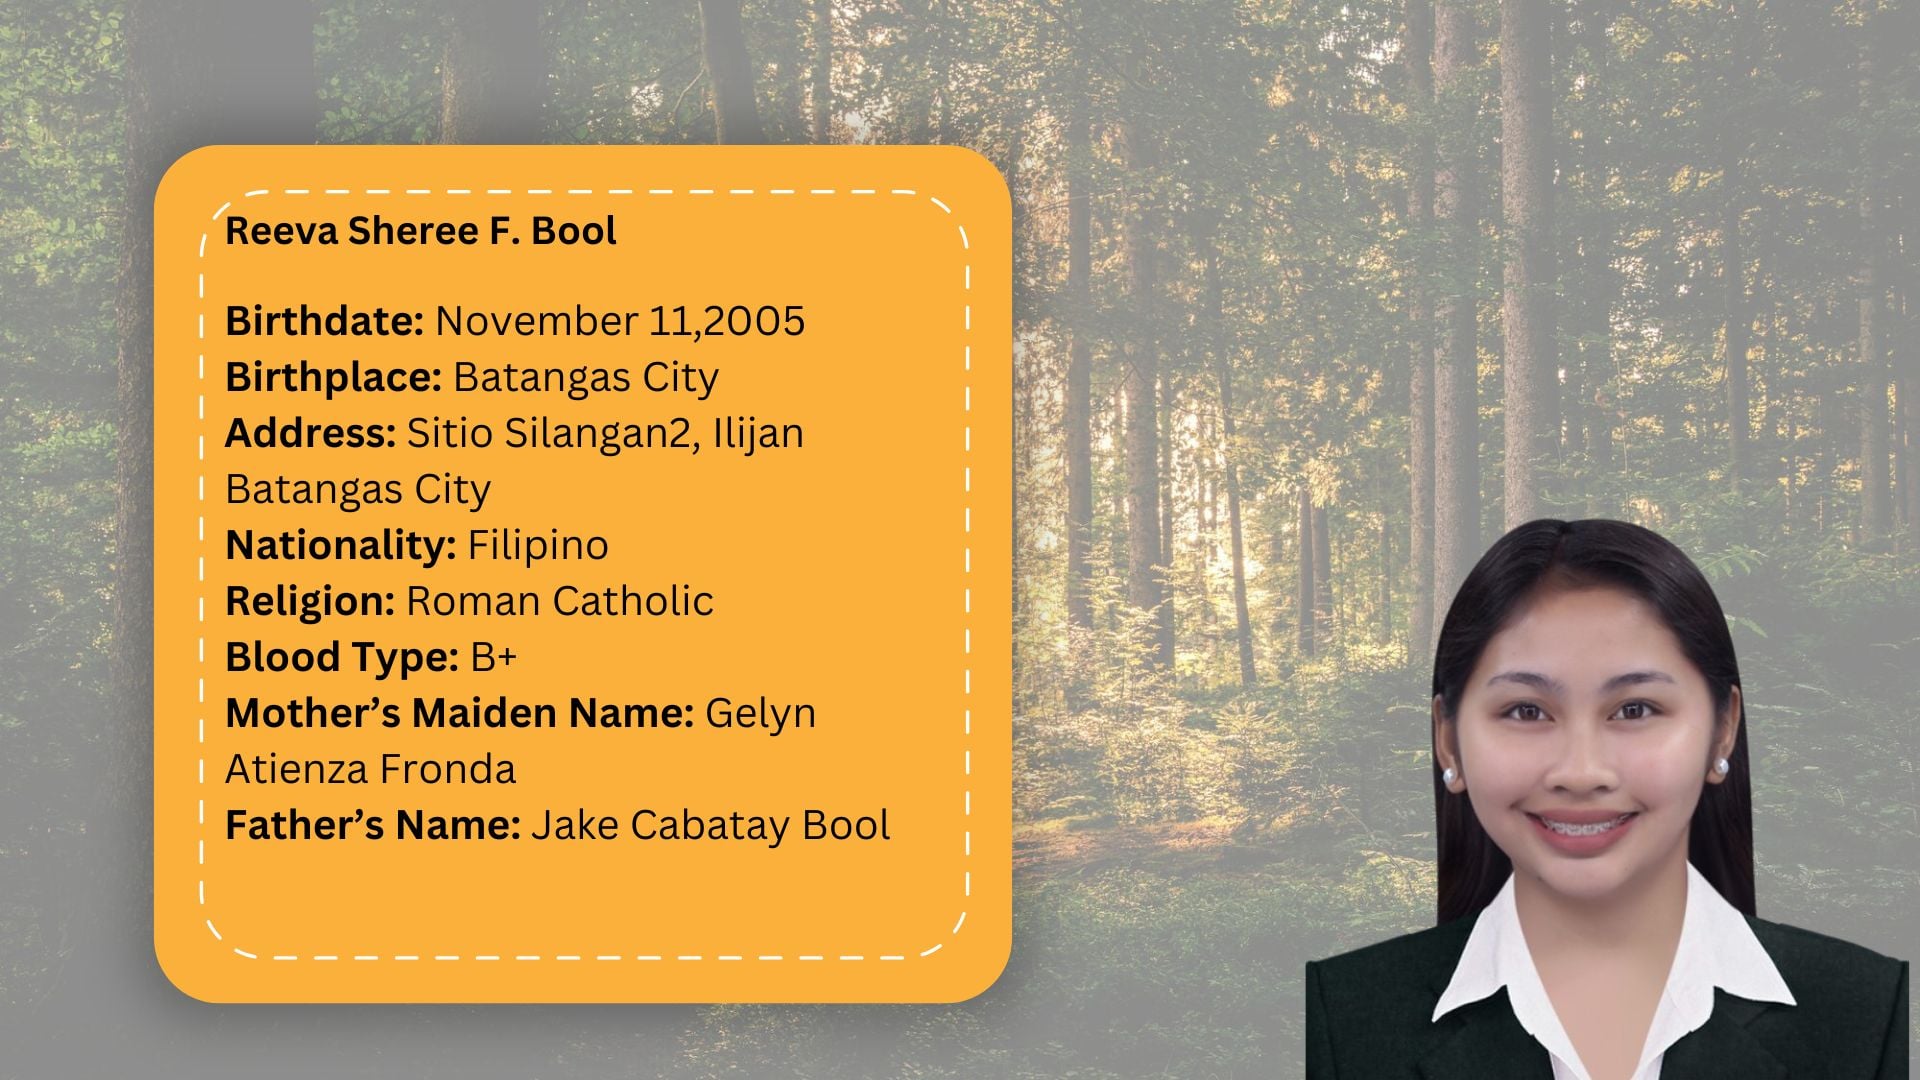 Reeva Sheree F. Bool
Birthdate: November 11,2005
Birthplace: Batangas City
Address: Sitio Silangan2, Ilijan
Batangas City
Nationality: Filipino
Religion: Roman Catholic
Blood Type: B+
Mother’s Maiden Name: Gelyn
Atienza Fronda
Father’s Name: Jake Cabatay Bool